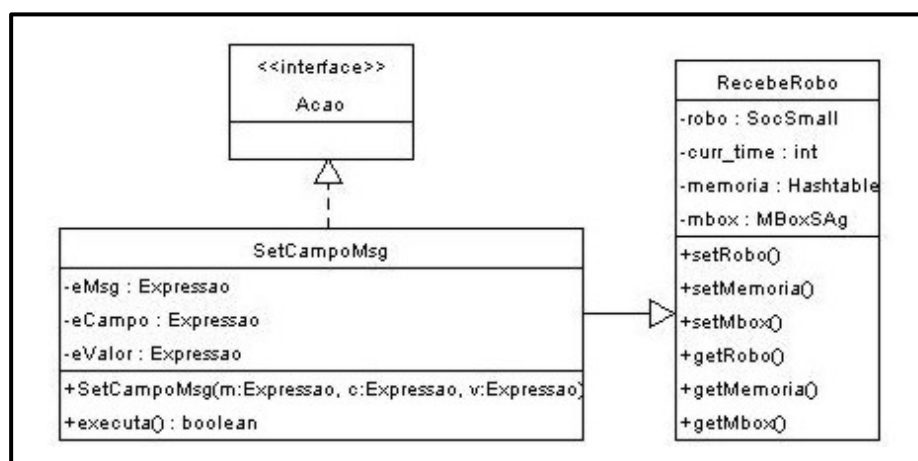 <<interface>>
Acao
SetCampoMsg
-eMsg : Expressao
-eCampo : Expressao
-eValor : Expressao
+SetCampoMsg(m:Expressao, c:Expressao, v:Expressao)
+executa() : boolean
RecebeRobo
-robo : SocSmall
-curr_time : int
-memoria : Hashtable
-mbox : MBoxSAg
+setRobo()
+setMemoria()
+setMbox()
+getRobo()
+getMemoria()
+getMbox()